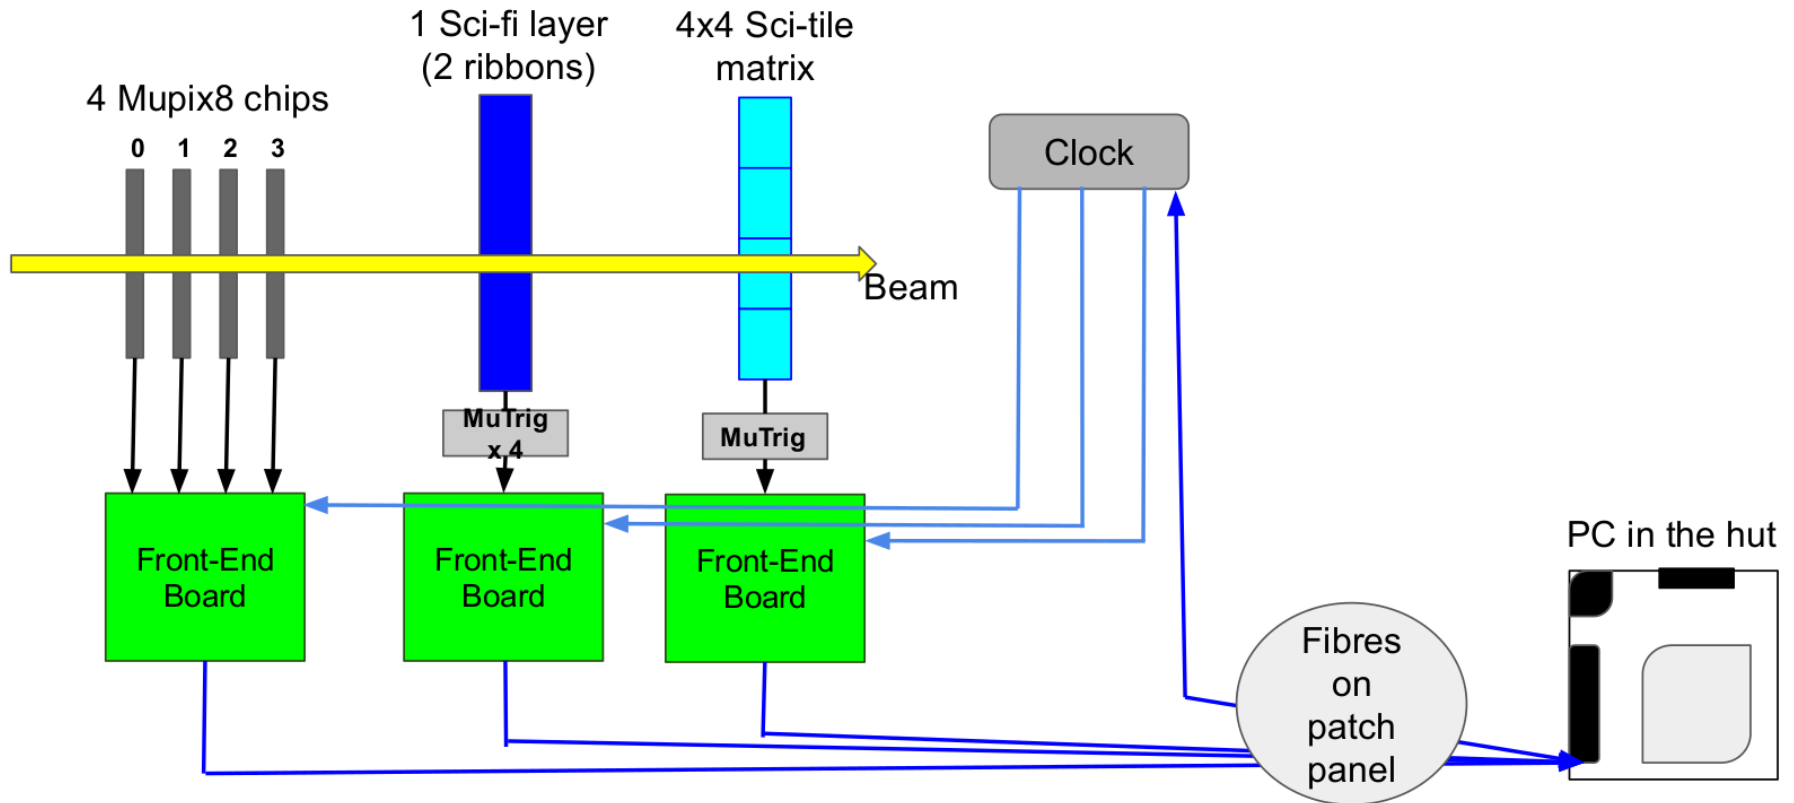 1 Sci-fi layer
(2 ribbons)
4x4 Sci-tile
matrix
4 Mupix8 chips
0 1 2 3
Clock
Beam
MuTrig
x 4
MuTrig
Front-End
Board
Front-End
Board
Front-End
Board
PC in the hut
Fibres
on
patch
panel